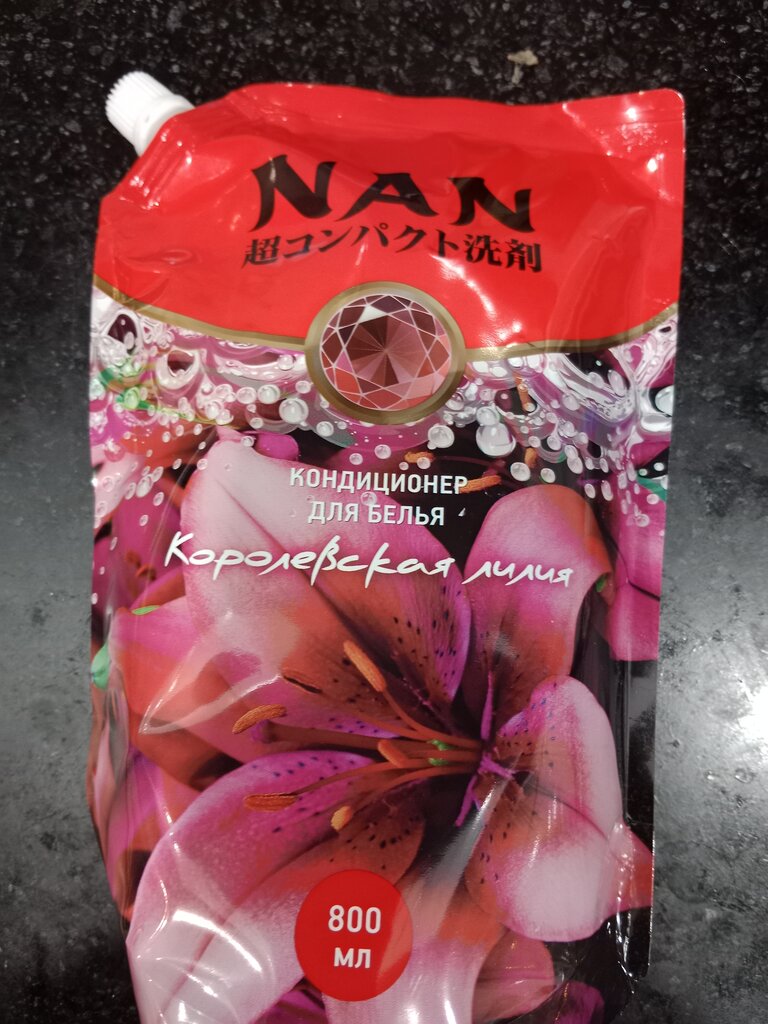 NAN
超コンパクト洗剤
КОНДИЦИОНЕР
ДЛЯ БЕЛЬЯ
Королевская лилия
800
МЛ